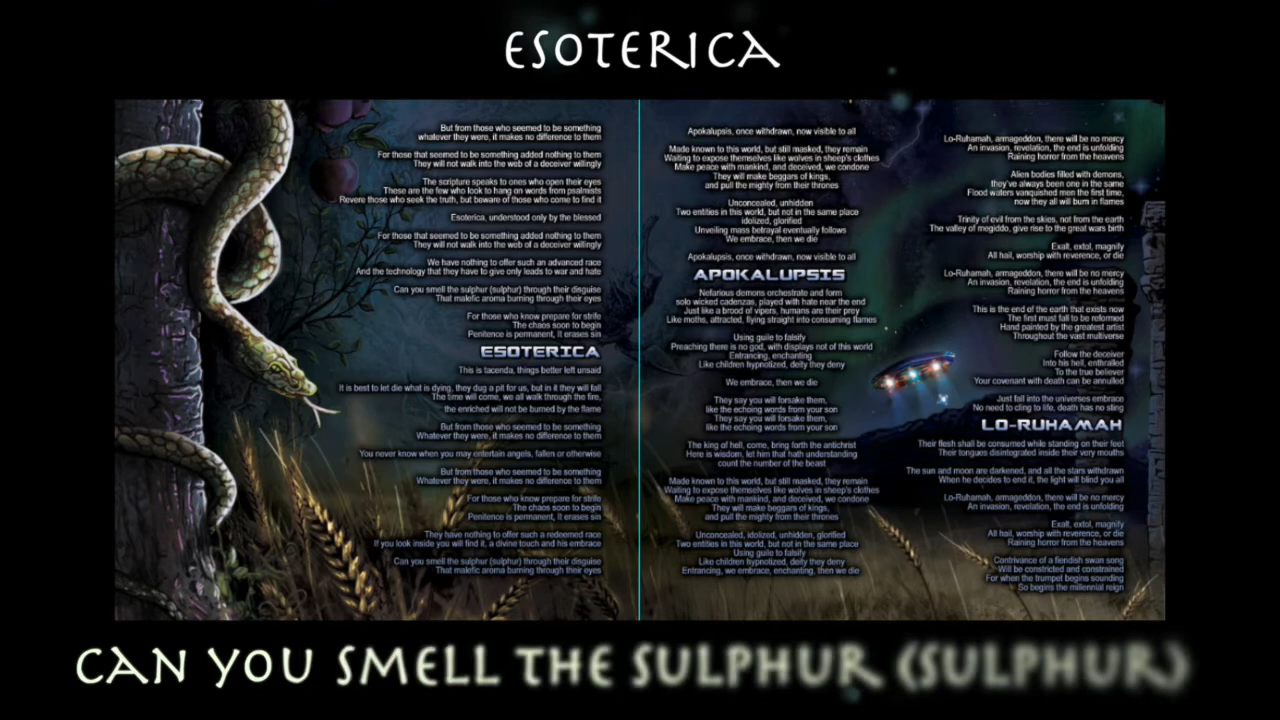 ESOTERICA
But from those who seemed to be something
whatever they were, it makes no difference to them
For those that seemed to be something added nothing to them
They will not walk into the web of a deceiver willingly
The scripture speaks to ones who open their eyes
These are the few who look to hang on words from psalmists
Revere those who seek the truth, but beware of those who come to find it
Esoterica, understood only by the blessed
For those that seemed to be something added nothing to them
They will not walk into the web of a deceiver willingly
We have nothing to offer such an advanced race
And the technology that they have to give only leads to war and hate
Can you smell the sulphur (sulphur) through their disguise
That malefic aroma burning through their eyes
For those who know prepare for strife
The chaos soon to begin
Penitence is permanent, it erases sin
ESOTERICA
This is tacenda, things better left unsaid
It is best to let die what is dying, they dug a pit for us, but in it they will fall
The time will come, we all walk through the fire,
the enriched will not be burned by the flame
But from those who seemed to be something
Whatever they were, it makes no difference to them
You never know when you may entertain angels, fallen or otherwise
But from those who seemed to be something
Whatever they were, it makes no difference to them
For those who know prepare for strife
The chaos soon to begin
Penitence is permanent, it erases sin
They have nothing to offer such a redeemed race
If you look inside you will find it, a divine touch and his embrace
Can you smell the sulphur (sulphur) through their disguise
That malefic aroma burning through their eyes
Apokalupsis, once withdrawn, now visible to all
Made known to this world, but still masked, they remain
Waiting to expose themselves like wolves in sheep's clothes
Make peace with mankind, and deceived, we condone
They will make beggars of kings,
and pull the mighty from their thrones
Unconcealed, unhidden
Two entities in this world, but not in the same place
idolized, glorified
Unveiling mass betrayal eventually follows
We embrace, then we die
Apokalupsis, once withdrawn, now visible to all
APOKALUPSIS
Nefarious demons orchestrate and form
solo wicked cadenzas, played with hate near the end
Just like a brood of vipers, humans are their prey
Like moths, attracted, flying straight into consuming flames
Using guile to falsify
Preaching there is no god, with displays not of this world
Entrancing, enchanting
Like children hypnotized, deity they deny
We embrace, then we die
They say you will forsake them,
like the echoing words from your son
They say you will forsake them,
like the echoing words from your son
The king of hell, come, bring forth the antichrist
Here is wisdom, let him that hath understanding
count the number of the beast
Made known to this world, but still masked, they remain
Waiting to expose themselves like wolves in sheep's clothes
Make peace with mankind, and deceived, we condone
They will make beggars of kings,
and pull the mighty from their thrones
Unconcealed, idolized, unhidden, glorified
Two entities in this world, but not in the same place
Using guile to falsify
Like children hypnotized, deity they deny
Entrancing, we embrace, enchanting, then we die
Lo-Ruhamah, armageddon, there will be no mercy
An invasion, revelation, the end is unfolding
Raining horror from the heavens
Alien bodies filled with demons,
they've always been one in the same
Flood waters vanquished men the first time,
now they all will burn in flames
Trinity of evil from the skies, not from the earth
The valley of megiddo, give rise to the great wars birth
Exalt, extol, magnify
All hail, worship with reverence, or die
Lo-Ruhamah, armageddon, there will be no mercy
An invasion, revelation, the end is unfolding
Raining horror from the heavens
This is the end of the earth that exists now
The first must fall to be reformed
Hand painted by the greatest artist
Throughout the vast multiverse
Follow the deceiver
Into his hell, enthralled
To the true believer
Your covenant with death can be annulled
Just fall into the universes embrace
No need to cling to life, death has no sting
LO-RUHAMAH
Their flesh shall be consumed while standing on their feet
Their tongues disintegrated inside their very mouths
The sun and moon are darkened, and all the stars withdrawn
When he decides to end it, the light will blind you all
Lo-Ruhamah, armageddon, there will be no mercy
An invasion, revelation, the end is unfolding
Exalt, extol, magnify
All hail, worship with reverence, or die
Raining horror from the heavens
Contrivance of a fiendish swan song
Will be constricted and constrained
For when the trumpet begins sounding
So begins the millennial reign
CAN YOU SMELL THE SULPHUR (SULPHUR)